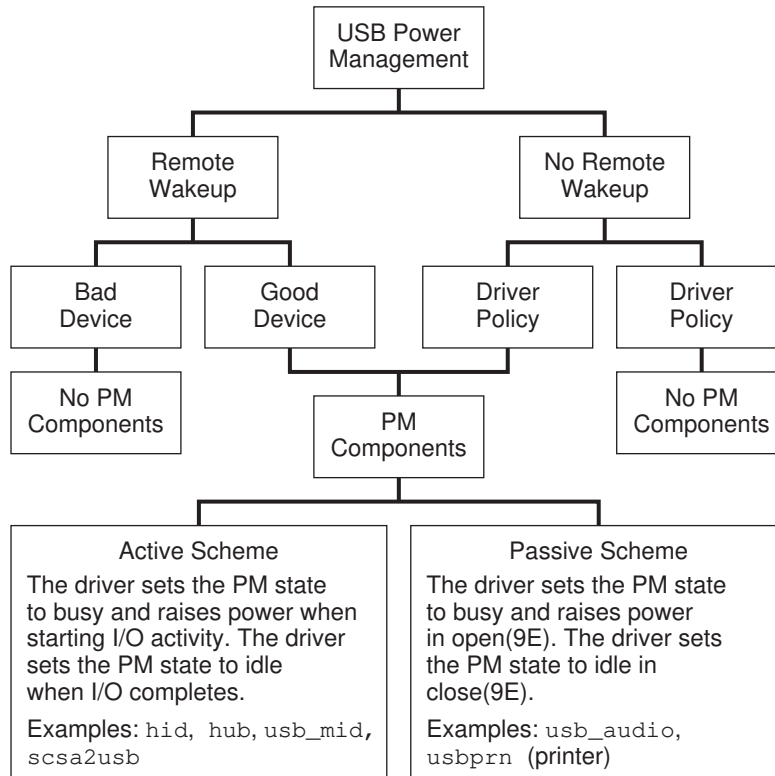 USB Power
Management
Remote
Wakeup
No Remote
Wakeup
Bad
Device
Good
Device
Driver
Policy
Driver
Policy
No PM
Components
PM
Components
No PM
Components
Active Scheme
The driver sets the PM state
to busy and raises power when
starting I/O activity. The driver
sets the PM state to idle
when I/O completes.
Examples: hid, hub, usb_mid,
scsa2usb
Passive Scheme
The driver sets the PM state
to busy and raises power
in open(9E). The driver sets
the PM state to idle in
close(9E).
Examples: usb_audio,
usbprn (printer)